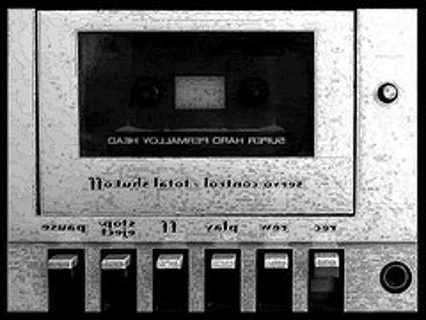 SUPER HARD PERMALLOY HEAD
servo control · total shutoff
rec rew play ff stop/eject pause